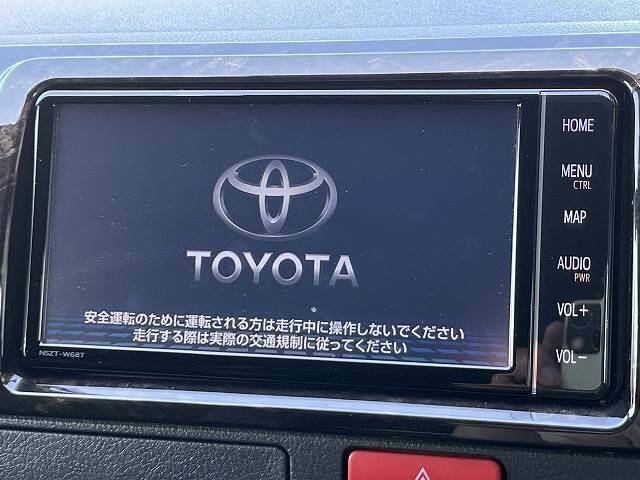 TOYOTA
安全運転のために運転される方は走行中に操作しないでください
走行する際は実際の交通規制に従ってください
NSZT-W68T
HOME
MENU
CTRL
MAP
AUDIO
PWR
VOL+
VOL−